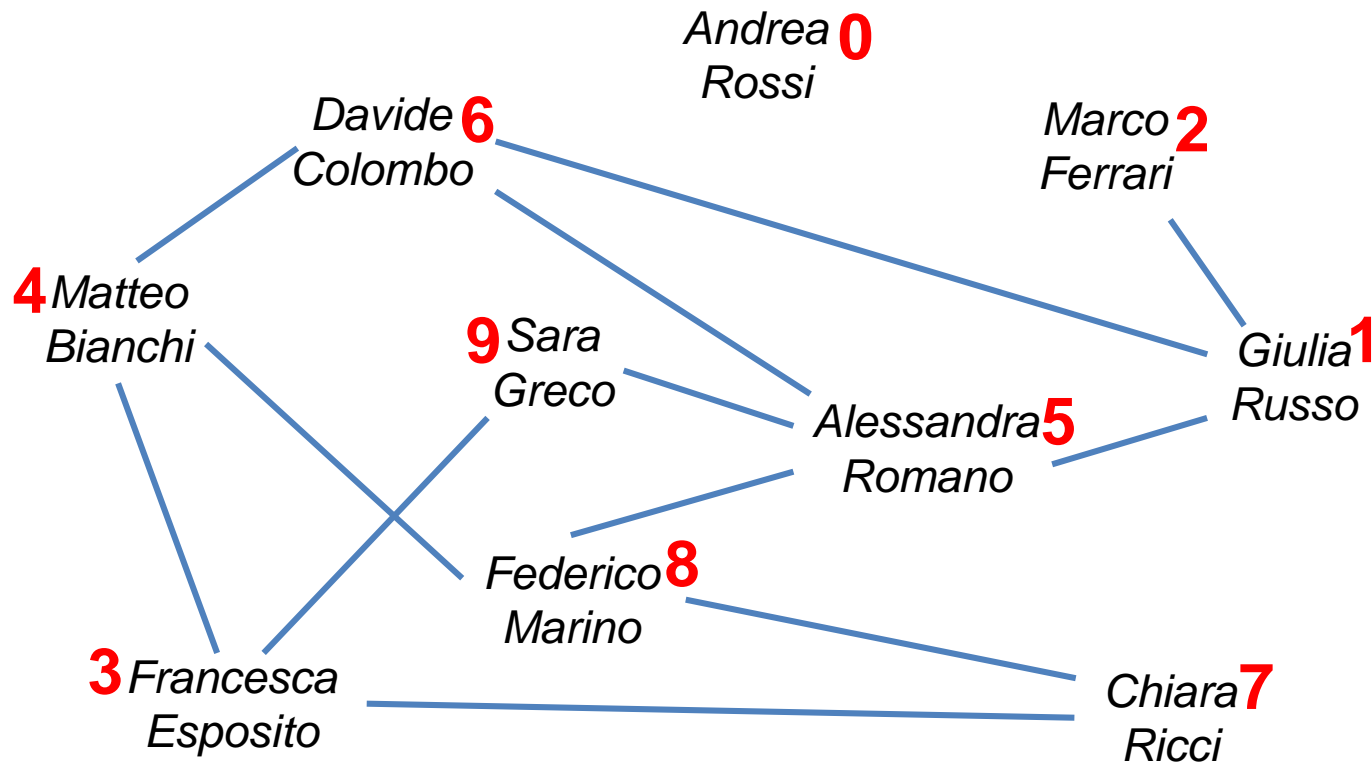 Andrea 0
Rossi
Davide 6
Colombo
Marco 2
Ferrari
4 Matteo
Bianchi
9 Sara
Greco
Giulia 1
Russo
Alessandra 5
Romano
Federico 8
Marino
3 Francesca
Esposito
Chiara 7
Ricci